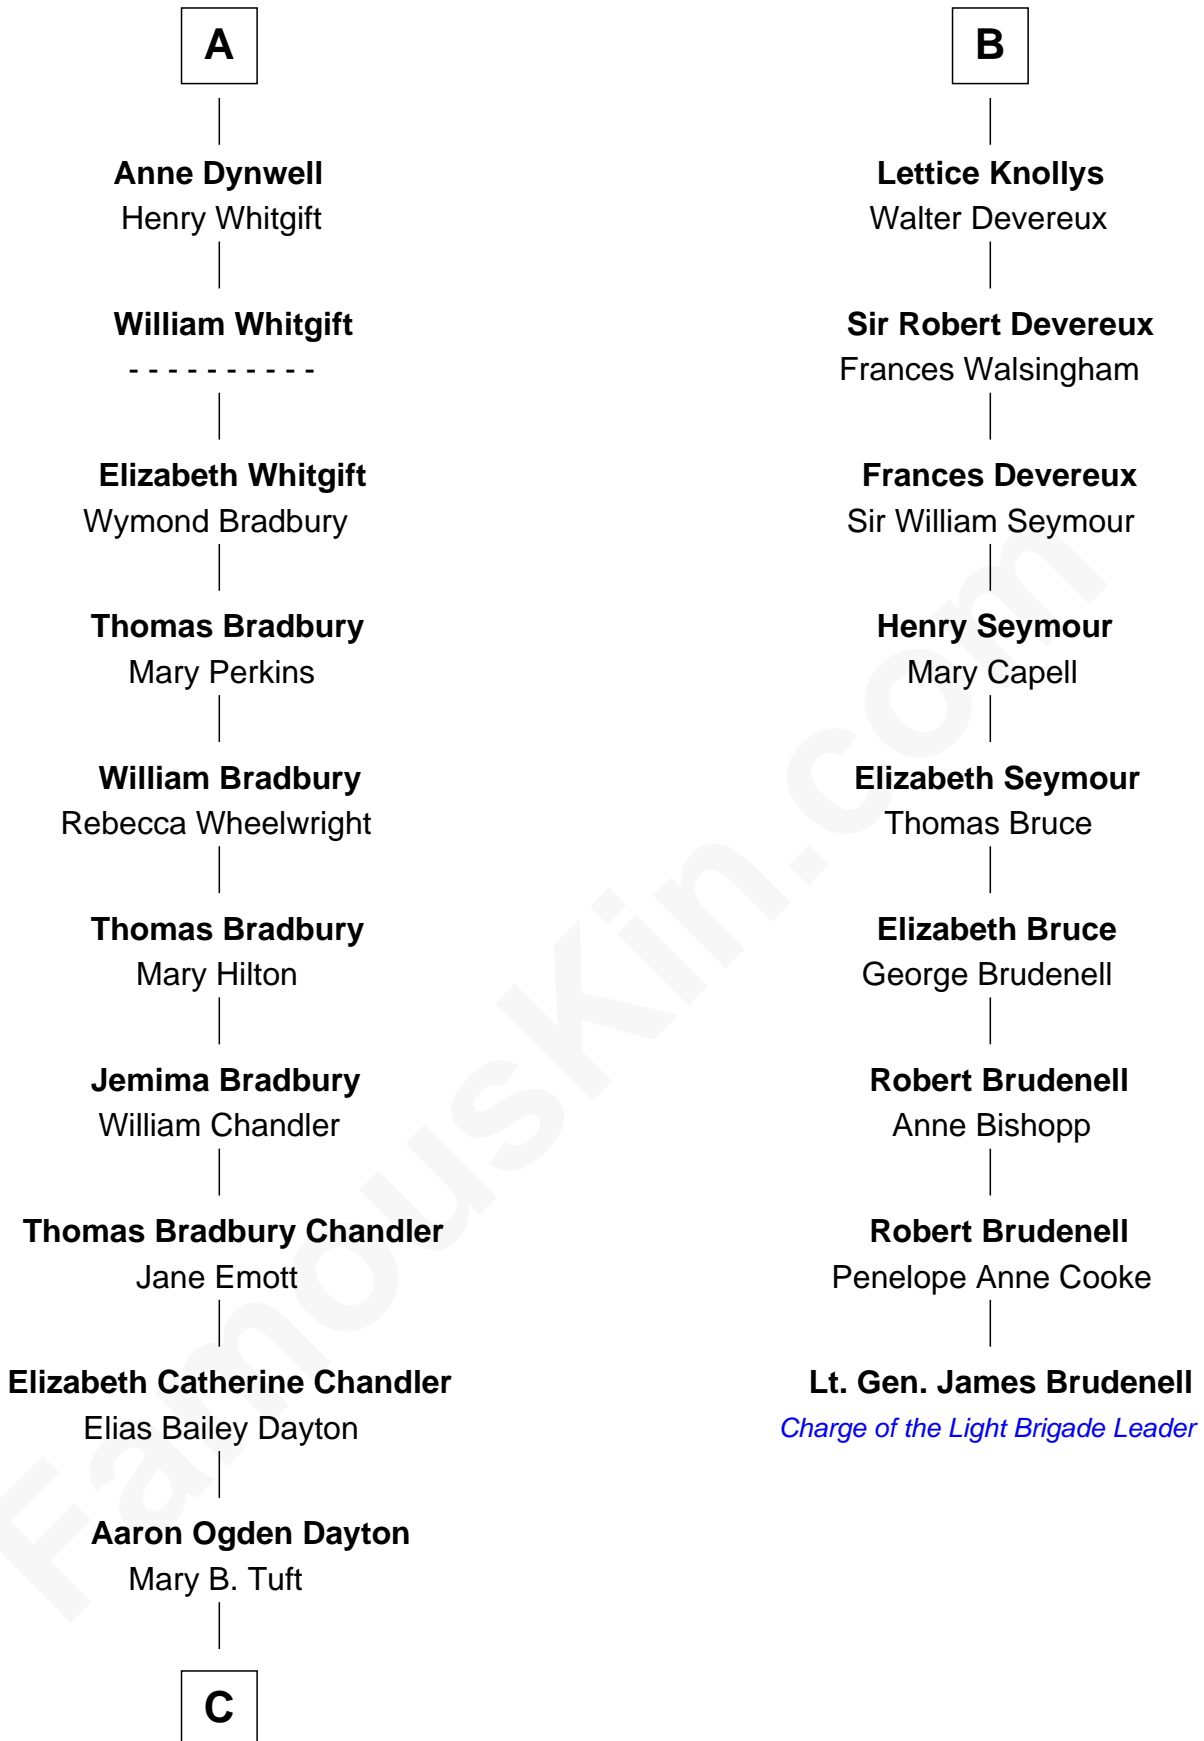 A
Anne Dynwell
Henry Whitgift
William Whitgift
- - - - - - - - - -
Elizabeth Whitgift
Wymond Bradbury
Thomas Bradbury
Mary Perkins
William Bradbury
Rebecca Wheelwright
Thomas Bradbury
Mary Hilton
Jemima Bradbury
William Chandler
Thomas Bradbury Chandler
Jane Emott
Elizabeth Catherine Chandler
Elias Bailey Dayton
Aaron Ogden Dayton
Mary B. Tuft
C
B
Lettice Knollys
Walter Devereux
Sir Robert Devereux
Frances Walsingham
Frances Devereux
Sir William Seymour
Henry Seymour
Mary Capell
Elizabeth Seymour
Thomas Bruce
Elizabeth Bruce
George Brudenell
Robert Brudenell
Anne Bishopp
Robert Brudenell
Penelope Anne Cooke
Lt. Gen. James Brudenell
Charge of the Light Brigade Leader
FamousKin.com